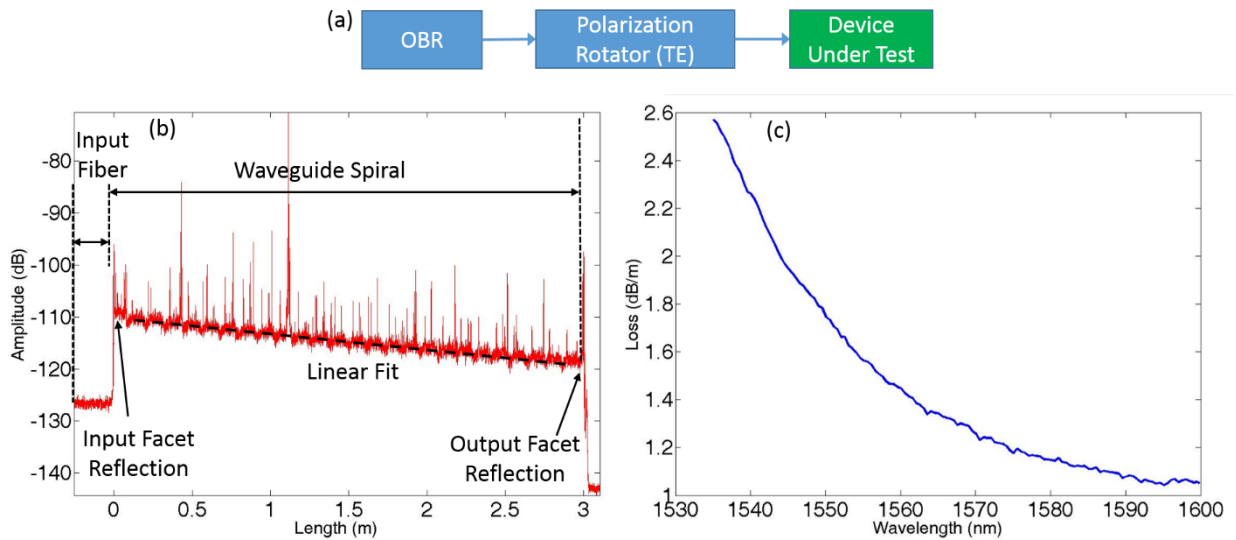 (a)
OBR
Polarization
Rotator (TE)
Device
Under Test
(b)
Input
Fiber
Waveguide Spiral
Linear Fit
Input Facet
Reflection
Output Facet
Reflection
Amplitude (dB)
-80
-90
-100
-110
-120
-130
-140
0
0.5
1
1.5
2
2.5
3
Length (m)
(c)
Loss (dB/m)
2.6
2.4
2.2
2
1.8
1.6
1.4
1.2
1
1530
1540
1550
1560
1570
1580
1590
1600
Wavelength (nm)